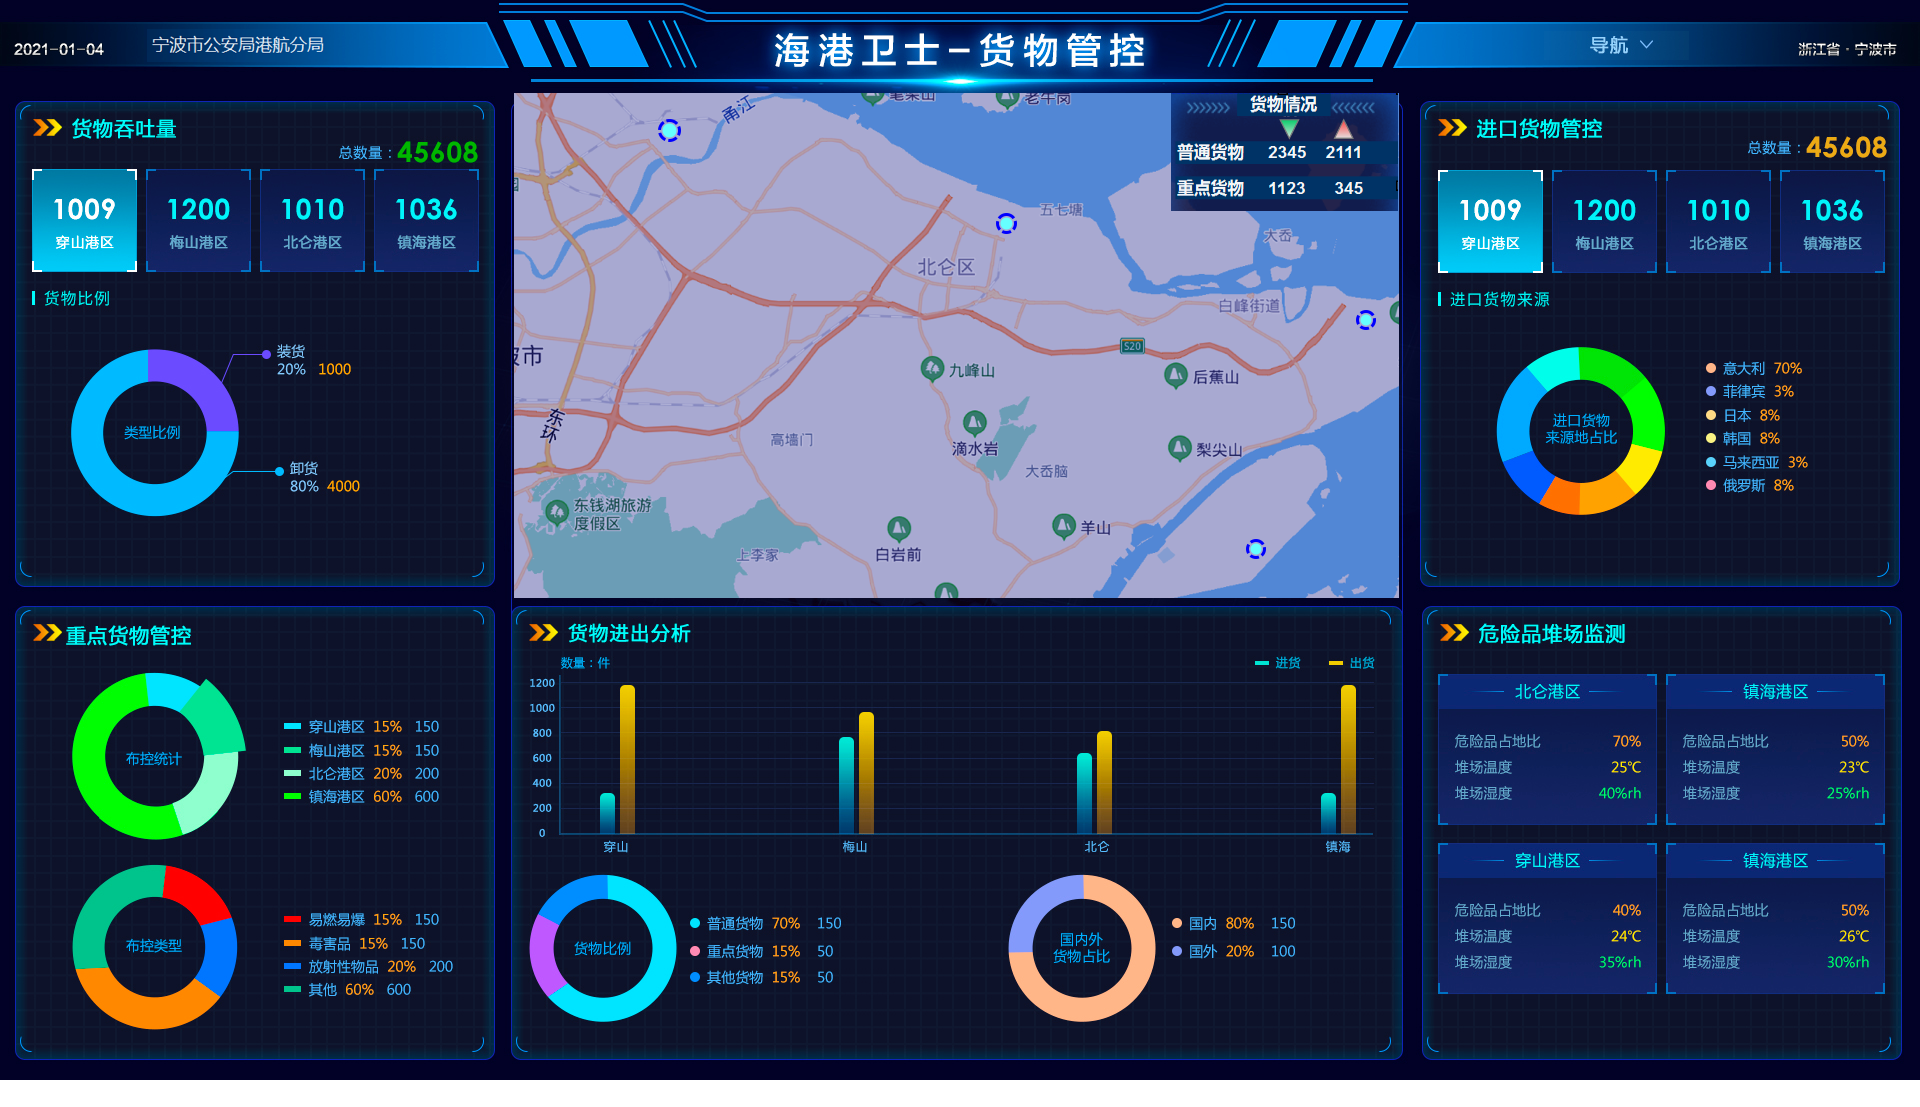 2021-01-04
宁波市公安局港航分局
海港卫士-货物管控
导航
浙江省 · 宁波市
货物吞吐量
总数量：45608
1009
穿山港区
1200
梅山港区
1010
北仑港区
1036
镇海港区
货物比例
装货
20% 1000
类型比例
卸货
80% 4000
甬江
老牛岗
五七塘
大岙
北仑区
白峰街道
S20
九峰山
后蕉山
东环
高墙门
滴水岩
大岙脑
梨尖山
东钱湖旅游
度假区
上李家
白岩前
羊山
货物情况
普通货物 2345 2111
重点货物 1123 345
进口货物管控
总数量：45608
1009
穿山港区
1200
梅山港区
1010
北仑港区
1036
镇海港区
进口货物来源
进口货物
来源地占比
意大利 70%
菲律宾 3%
日本 8%
韩国 8%
马来西亚 3%
俄罗斯 8%
重点货物管控
布控统计
穿山港区 15% 150
梅山港区 15% 150
北仑港区 20% 200
镇海港区 60% 600
布控类型
易燃易爆 15% 150
毒害品 15% 150
放射性物品 20% 200
其他 60% 600
货物进出分析
数量：件
进货 出货
1200
1000
800
600
400
200
0
穿山 梅山 北仑 镇海
货物比例
普通货物 70% 150
重点货物 15% 50
其他货物 15% 50
国内外
货物占比
国内 80% 150
国外 20% 100
危险品堆场监测
北仑港区
危险品占地比 70%
堆场温度 25℃
堆场湿度 40%rh
镇海港区
危险品占地比 50%
堆场温度 23℃
堆场湿度 25%rh
穿山港区
危险品占地比 40%
堆场温度 24℃
堆场湿度 35%rh
镇海港区
危险品占地比 50%
堆场温度 26℃
堆场湿度 30%rh